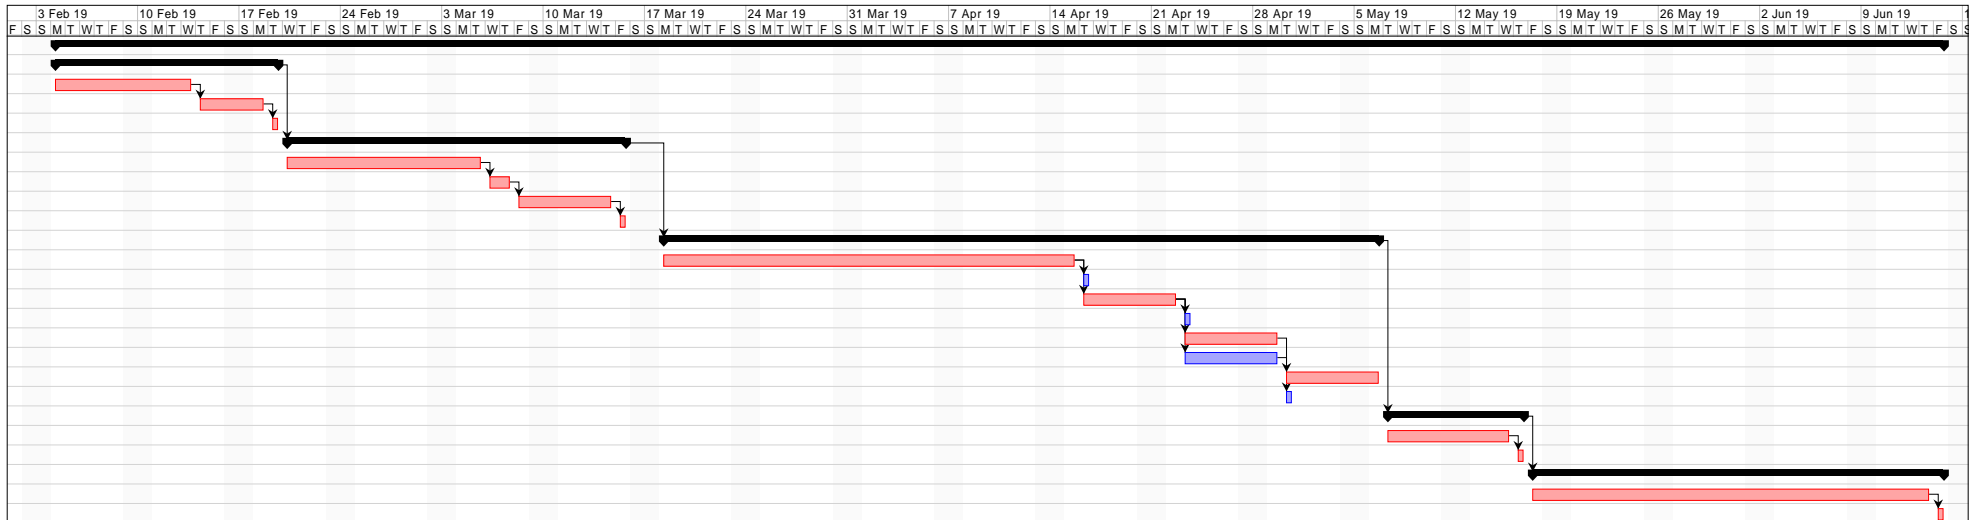 3 Feb 19 10 Feb 19 17 Feb 19 24 Feb 19 3 Mar 19 10 Mar 19 17 Mar 19 24 Mar 19 31 Mar 19 7 Apr 19 14 Apr 19 21 Apr 19 28 Apr 19 5 May 19 12 May 19 19 May 19 26 May 19 2 Jun 19 9 Jun 19
F S S M T W T F S S M T W T F S S M T W T F S S M T W T F S S M T W T F S S M T W T F S S M T W T F S S M T W T F S S M T W T F S S M T W T F S S M T W T F S S M T W T F S S M T W T F S S M T W T F S S M T W T F S S M T W T F S S M T W T F S S M T W T F S S M T W T F S S